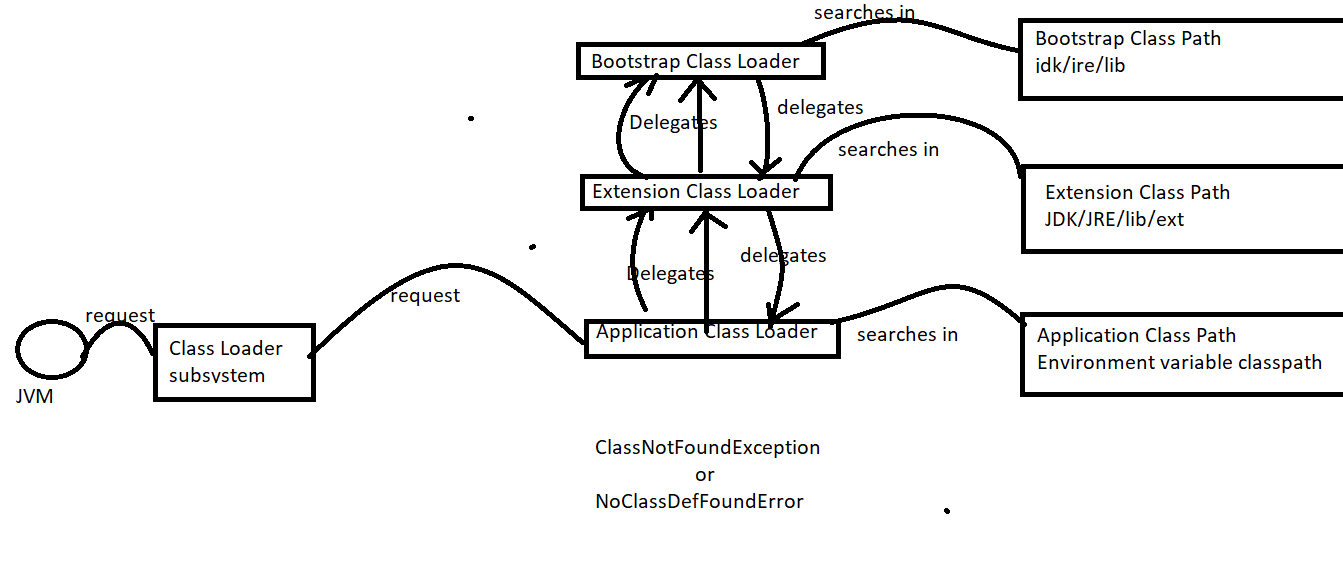 searches in
Bootstrap Class Path
jdk/jre/lib
Bootstrap Class Loader
Delegates
delegates
searches in
Extension Class Loader
Extension Class Path
JDK/JRE/lib/ext
Delegates
delegates
request
request
Application Class Loader
searches in
Application Class Path
Environment variable classpath
Class Loader
subsystem
JVM
ClassNotFoundException
or
NoClassDefFoundError